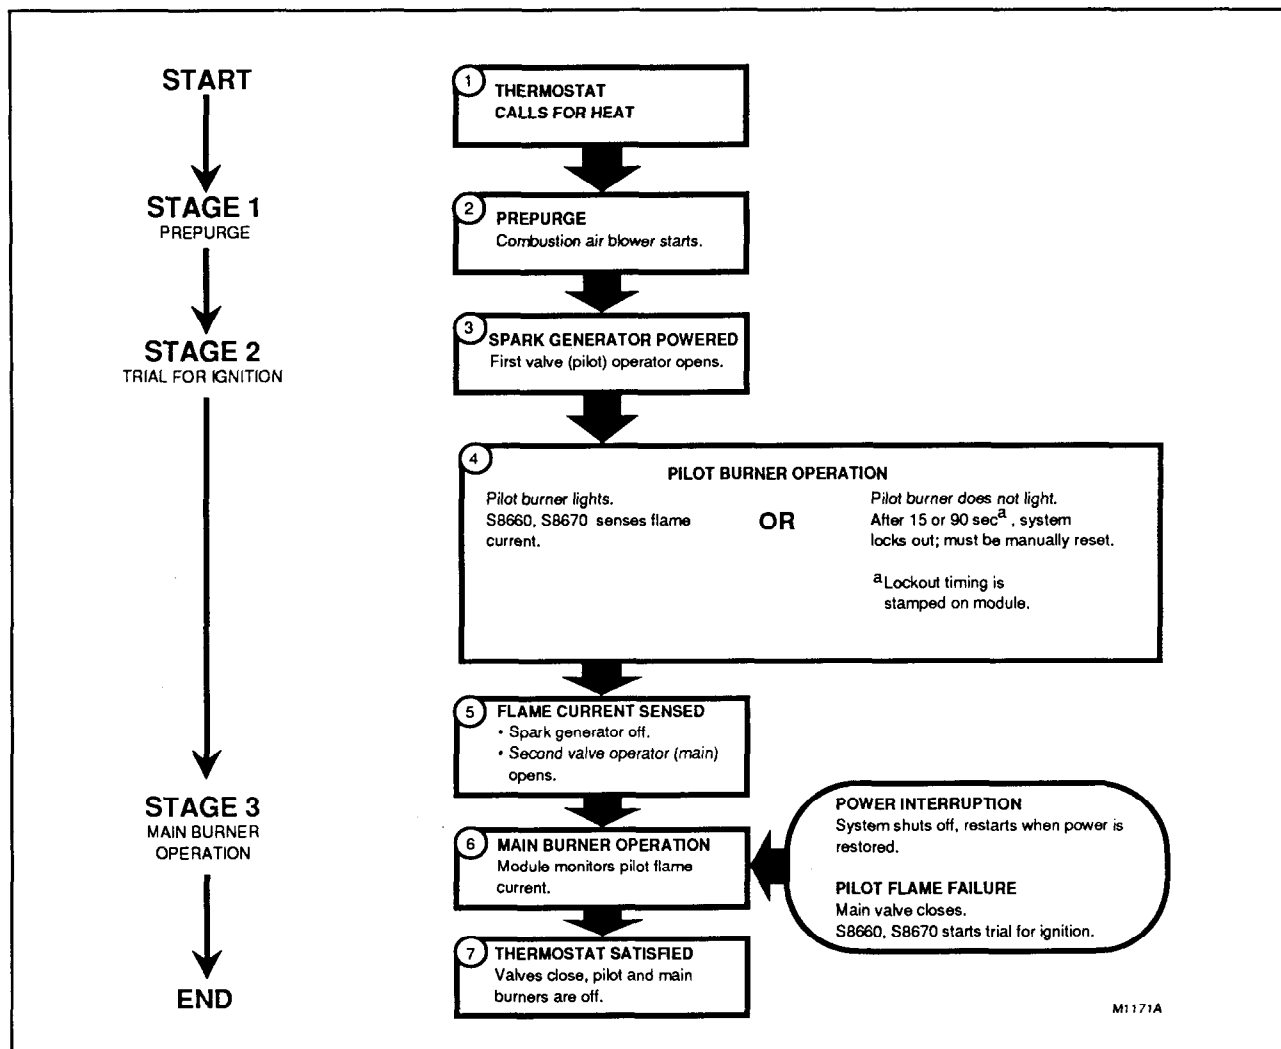 START
STAGE 1
PREPURGE
STAGE 2
TRIAL FOR IGNITION
STAGE 3
MAIN BURNER
OPERATION
END
1
THERMOSTAT
CALLS FOR HEAT
2
PREPURGE
Combustion air blower starts.
3
SPARK GENERATOR POWERED
First valve (pilot) operator opens.
4
PILOT BURNER OPERATION
Pilot burner lights.
S8660, S8670 senses flame
current.
OR
Pilot burner does not light.
After 15 or 90 sec a , system
locks out; must be manually reset.
a Lockout timing is
stamped on module.
5
FLAME CURRENT SENSED
• Spark generator off.
• Second valve operator (main)
opens.
6
MAIN BURNER OPERATION
Module monitors pilot flame
current.
POWER INTERRUPTION
System shuts off, restarts when power is
restored.
PILOT FLAME FAILURE
Main valve closes.
S8660, S8670 starts trial for ignition.
7
THERMOSTAT SATISFIED
Valves close, pilot and main
burners are off.
M1171A